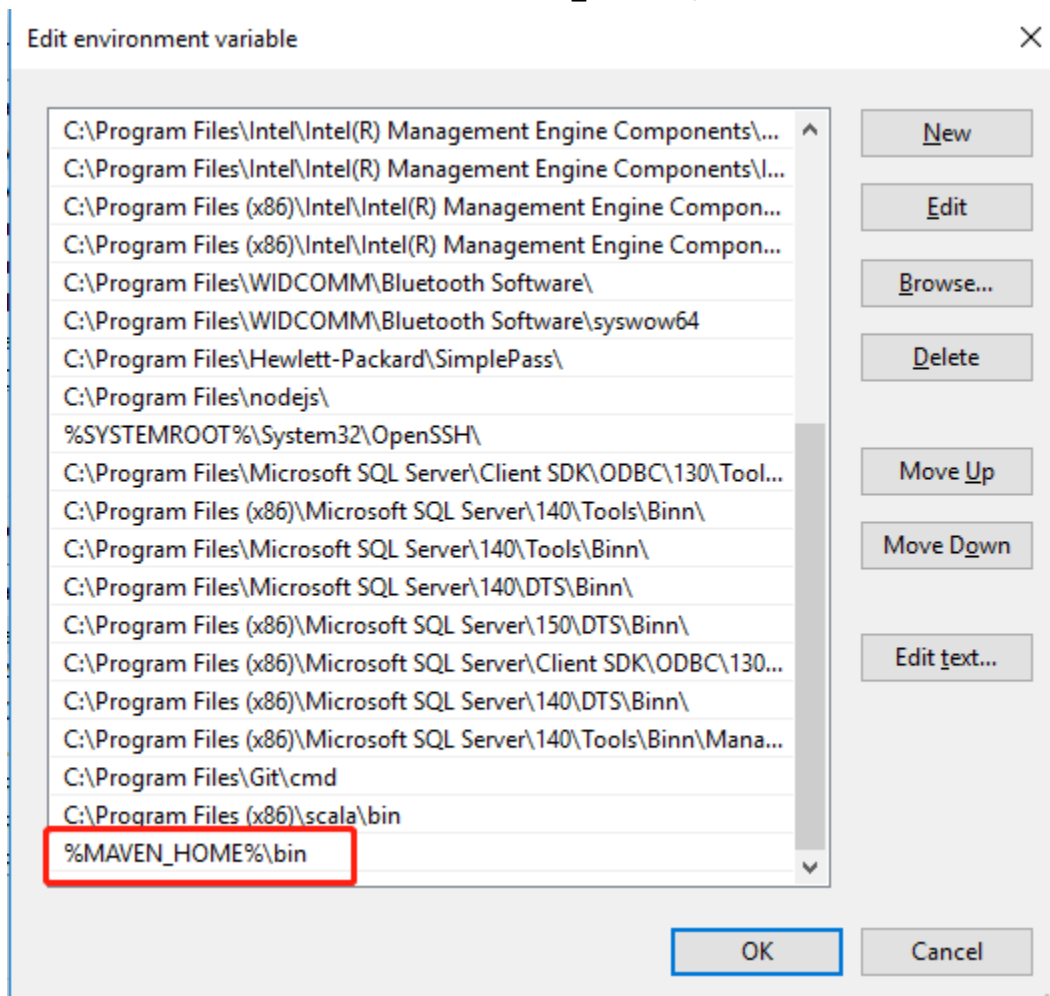 Edit environment variable
C:\Program Files\Intel\Intel(R) Management Engine Components\...
C:\Program Files\Intel\Intel(R) Management Engine Components\I...
C:\Program Files (x86)\Intel\Intel(R) Management Engine Compon...
C:\Program Files (x86)\Intel\Intel(R) Management Engine Compon...
C:\Program Files\WIDCOMM\Bluetooth Software\
C:\Program Files\WIDCOMM\Bluetooth Software\syswow64
C:\Program Files\Hewlett-Packard\SimplePass\
C:\Program Files\nodejs\
%SYSTEMROOT%\System32\OpenSSH\
C:\Program Files\Microsoft SQL Server\Client SDK\ODBC\130\Tool...
C:\Program Files (x86)\Microsoft SQL Server\140\Tools\Binn\
C:\Program Files\Microsoft SQL Server\140\Tools\Binn\
C:\Program Files\Microsoft SQL Server\140\DTS\Binn\
C:\Program Files (x86)\Microsoft SQL Server\150\DTS\Binn\
C:\Program Files (x86)\Microsoft SQL Server\Client SDK\ODBC\130...
C:\Program Files (x86)\Microsoft SQL Server\140\DTS\Binn\
C:\Program Files (x86)\Microsoft SQL Server\140\Tools\Binn\Mana...
C:\Program Files\Git\cmd
C:\Program Files (x86)\scala\bin
%MAVEN_HOME%\bin
New
Edit
Browse...
Delete
Move Up
Move Down
Edit text...
OK
Cancel